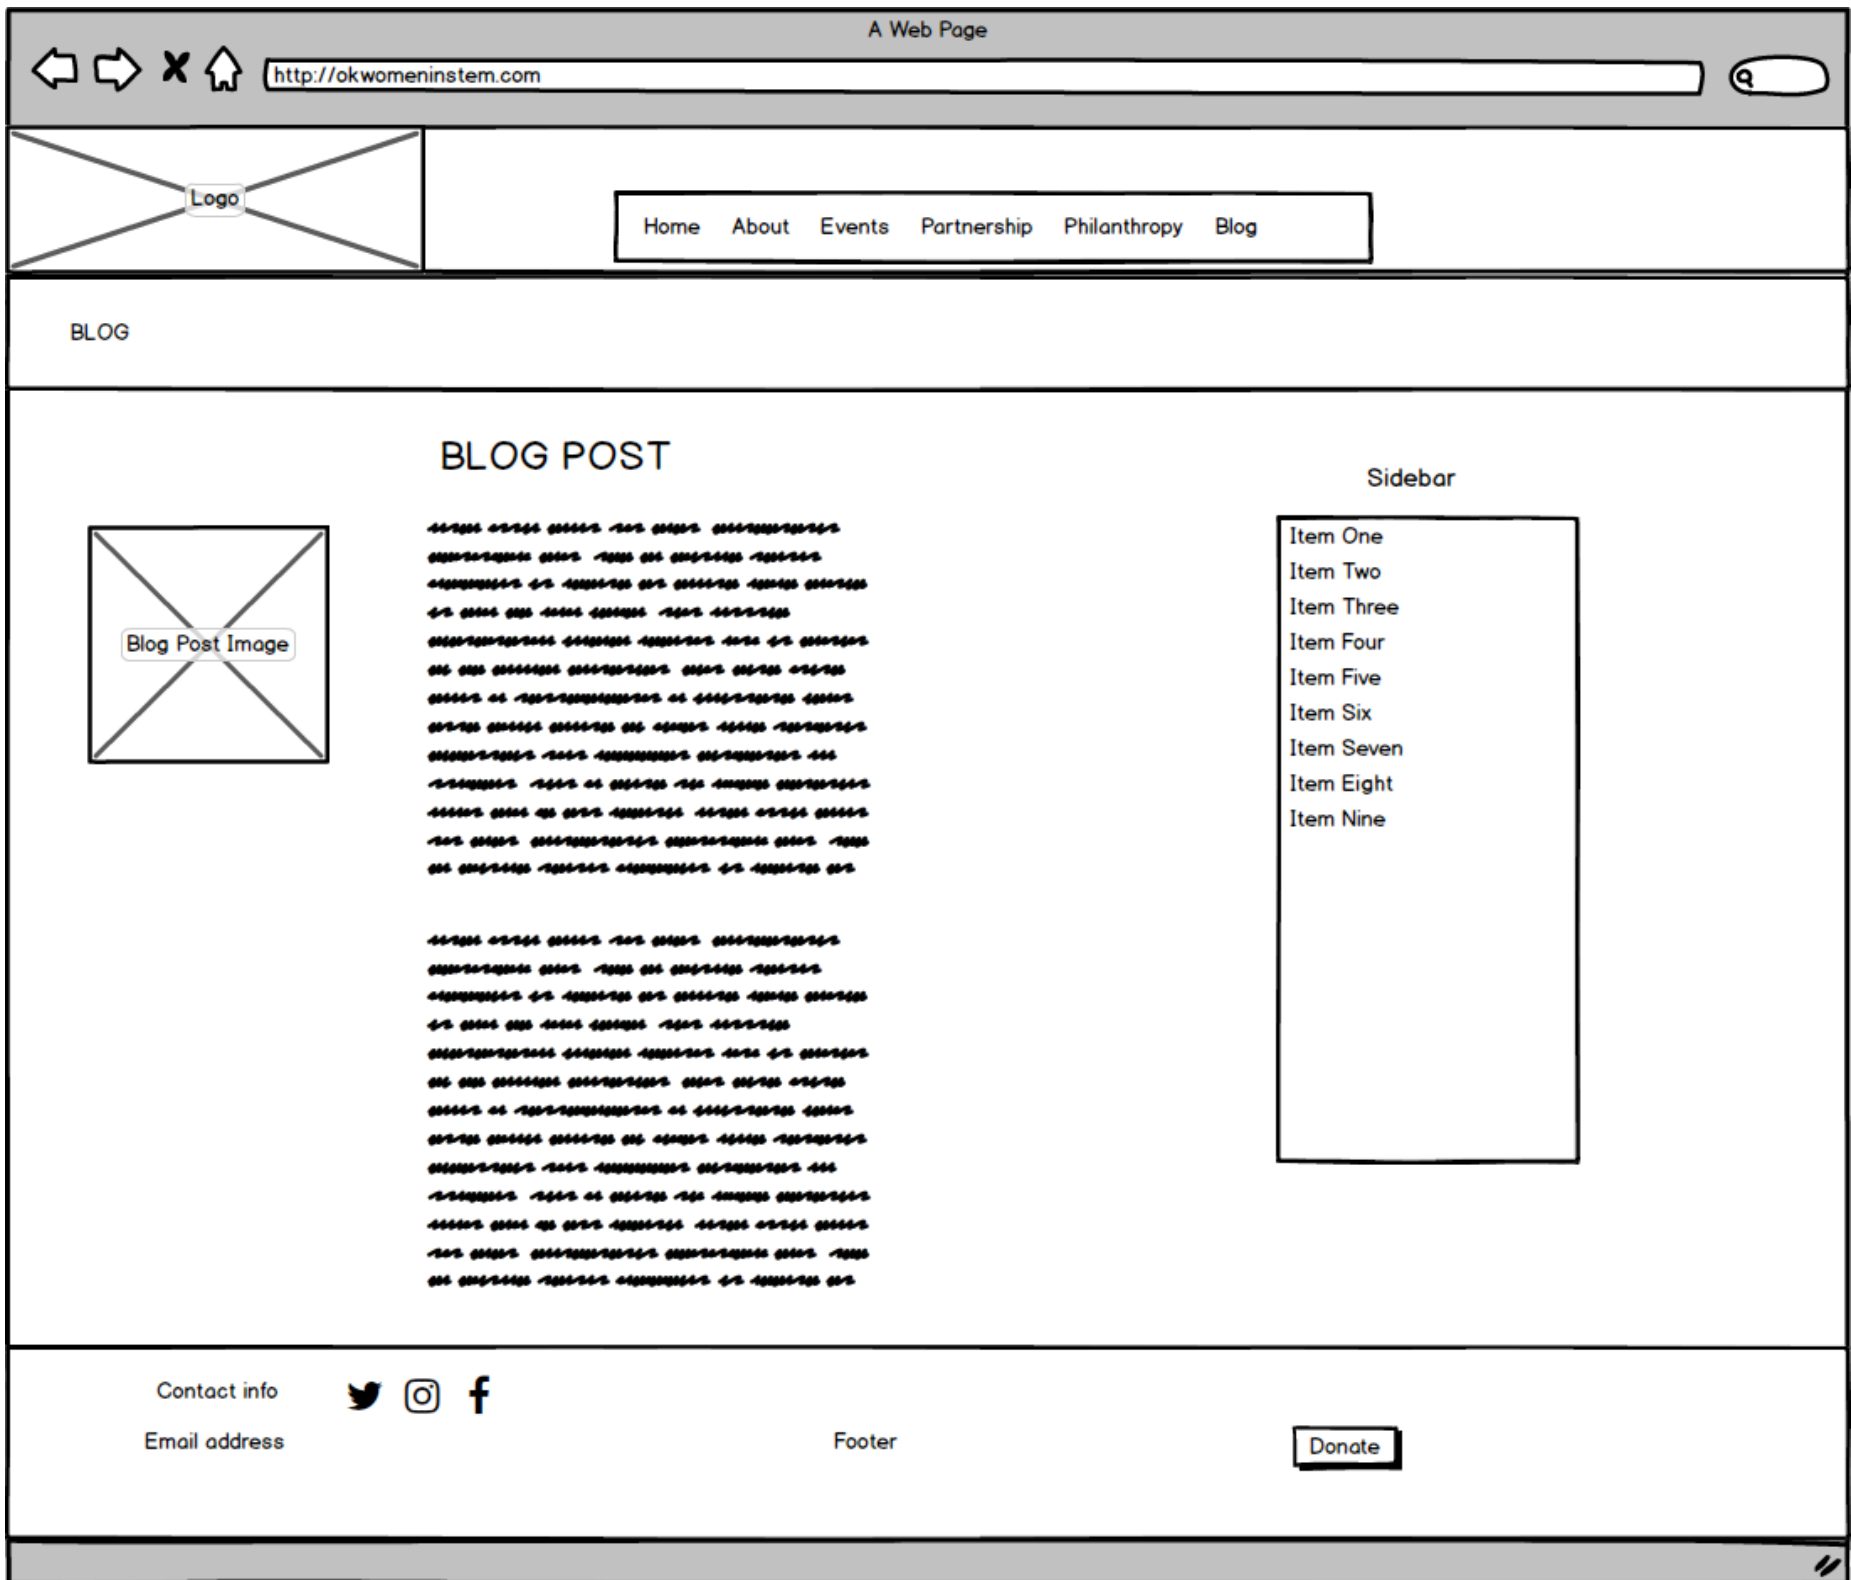 A Web Page
http://okwomeninstem.com
Logo
Home About Events Partnership Philanthropy Blog
BLOG
BLOG POST
Blog Post Image
Sidebar
Item One
Item Two
Item Three
Item Four
Item Five
Item Six
Item Seven
Item Eight
Item Nine
Contact info
Email address
Footer
Donate